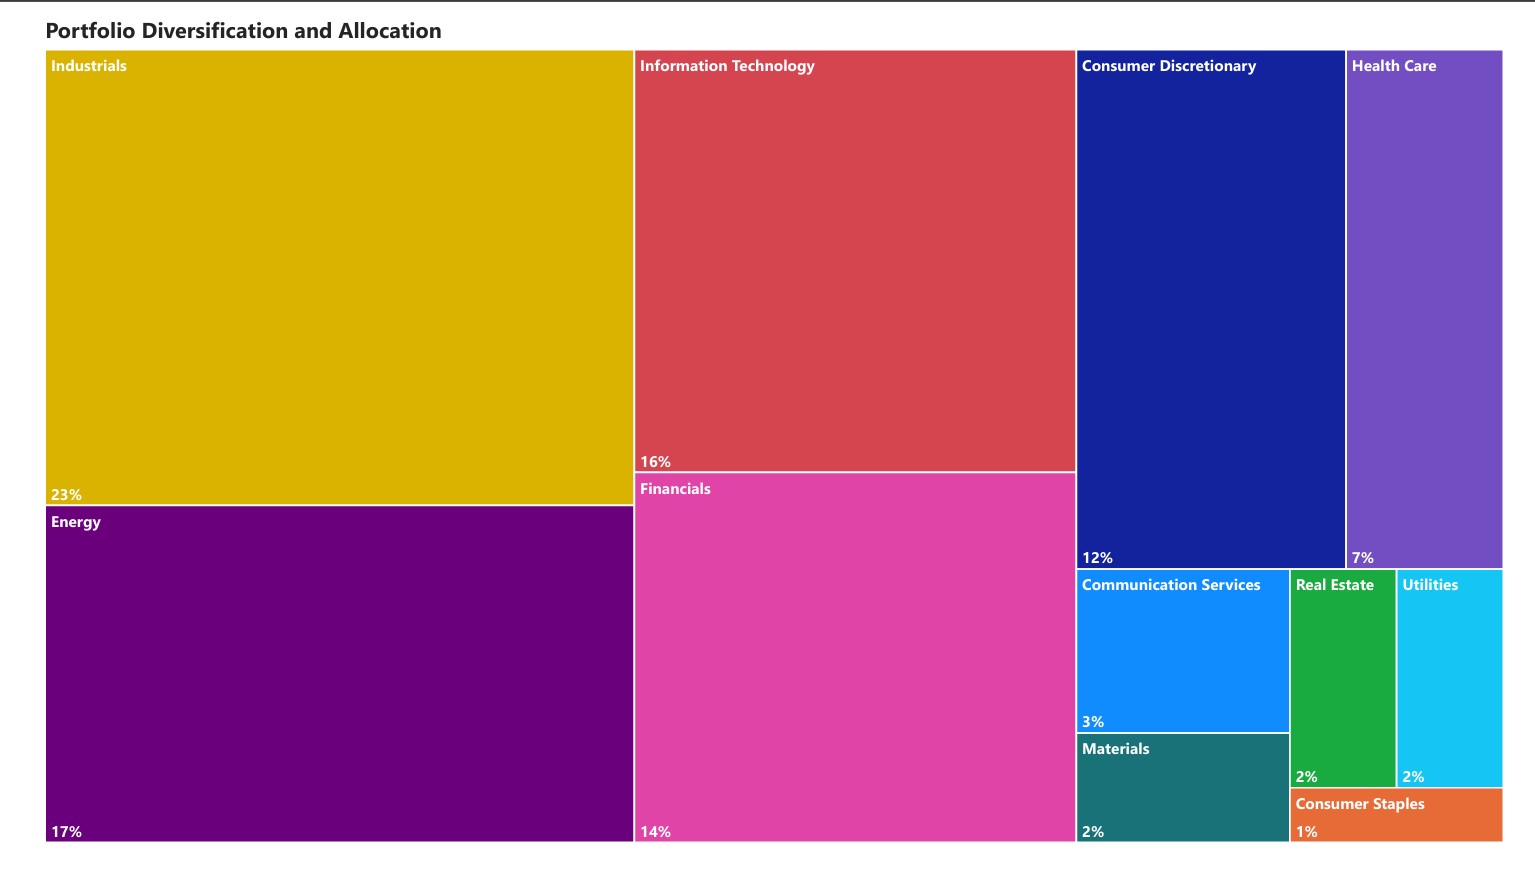 Portfolio Diversification and Allocation
Industrials
23%
Energy
17%
Information Technology
16%
Financials
14%
Consumer Discretionary
12%
Health Care
7%
Communication Services
3%
Materials
2%
Real Estate
2%
Utilities
2%
Consumer Staples
1%